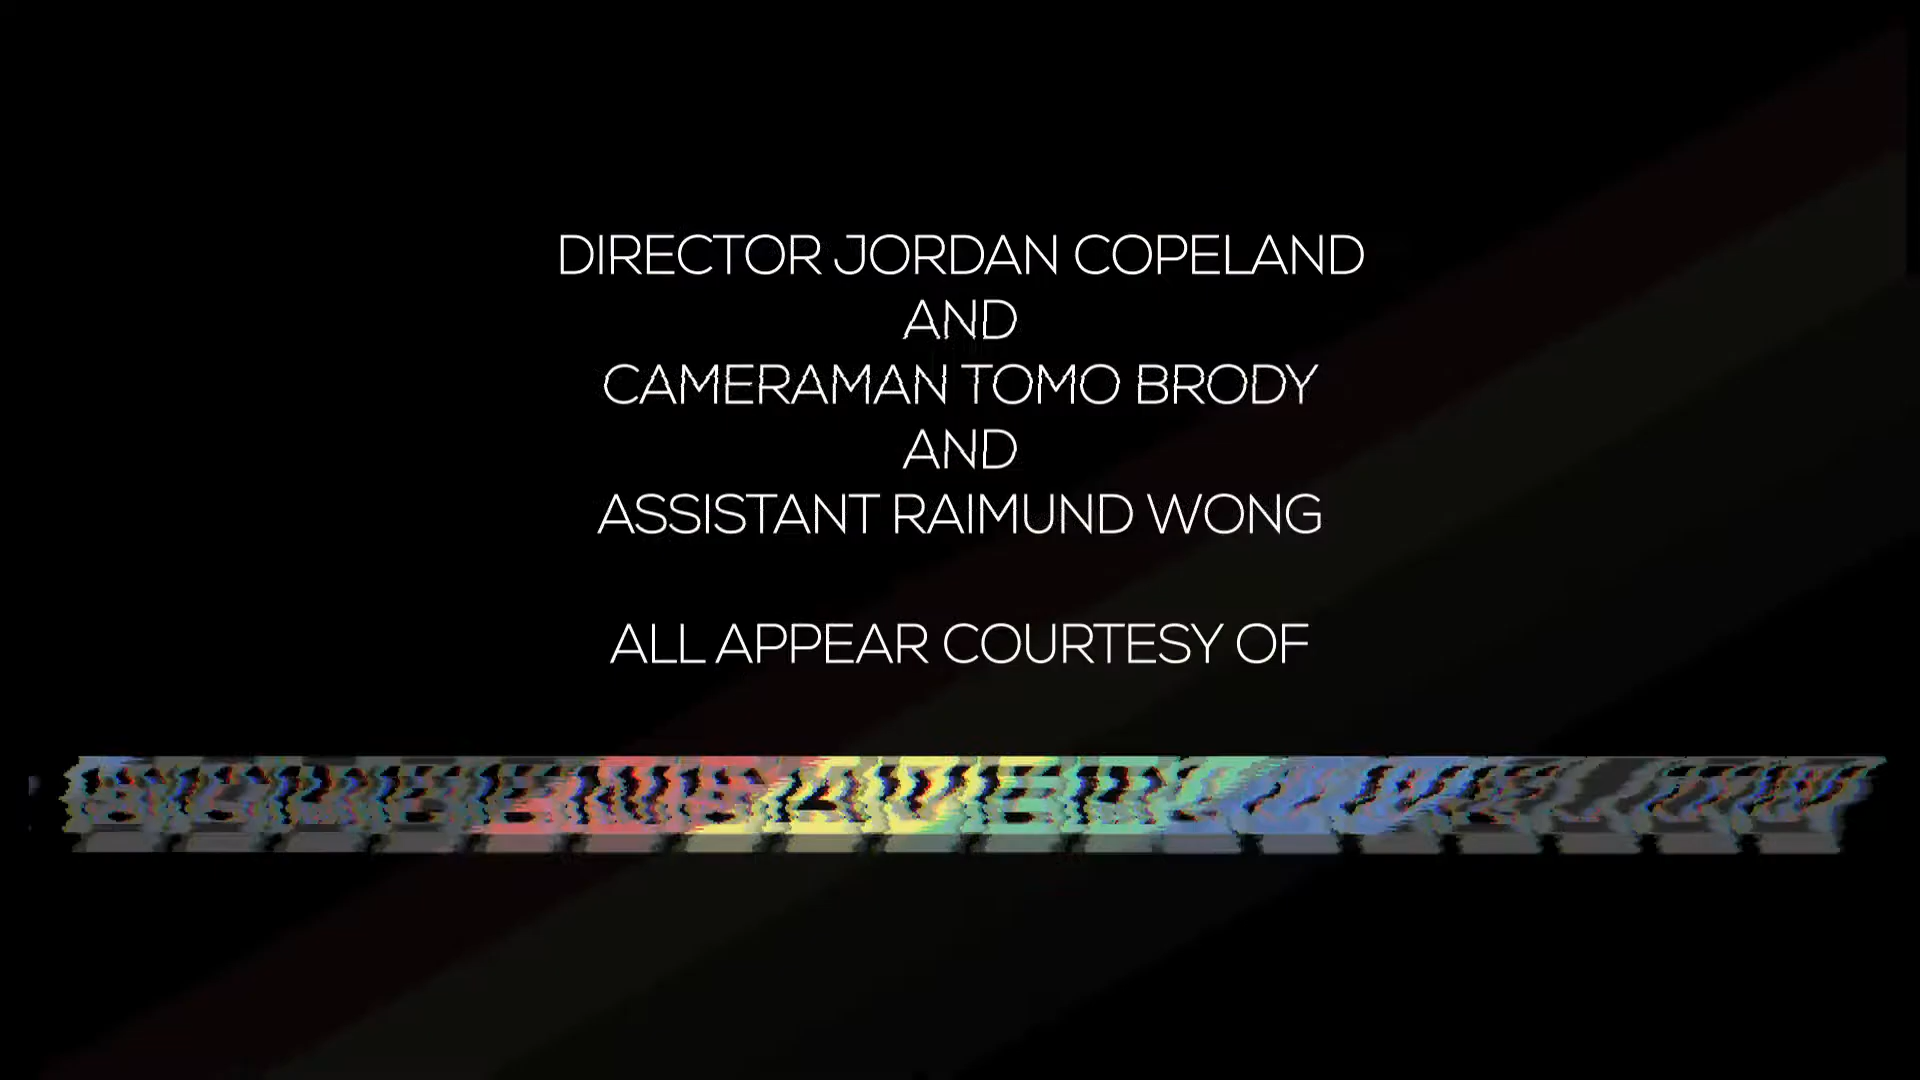 DIRECTOR JORDAN COPELAND
AND
CAMERAMAN TOMO BRODY
AND
ASSISTANT RAIMUND WONG
ALL APPEAR COURTESY OF